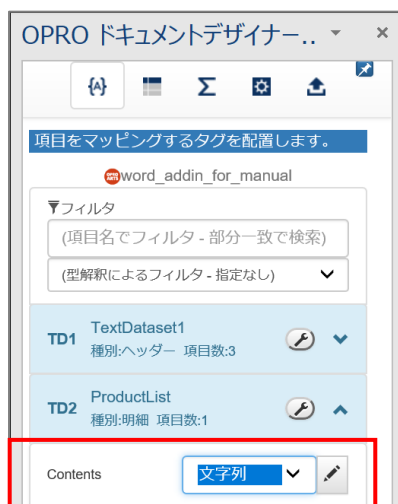 OPRO ドキュメントデザイナー..
{A} Σ
項目をマッピングするタグを配置します。
OPRO ARTS word_addin_for_manual
フィルタ
(項目名でフィルタ - 部分一致で検索)
(型解釈によるフィルタ - 指定なし)
TD1 TextDataset1
種別:ヘッダー 項目数:3
TD2 ProductList
種別:明細 項目数:1
Contents 文字列